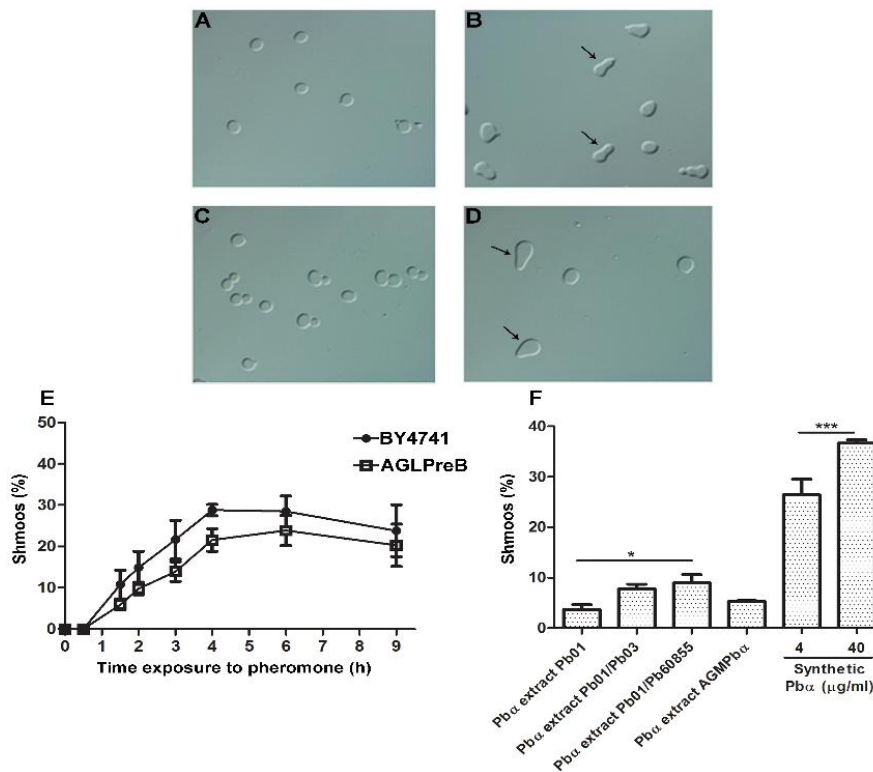 A
B
C
D
E
Shmoos (%)
50
40
30
20
10
0
0 1 2 3 4 5 6 7 8 9
Time exposure to pheromone (h)
BY4741
AGLPreB
F
Shmoos (%)
40
30
20
10
0
*
***
Pbα extract Pb01
Pbα extract Pb01/Pb03
Pbα extract Pb01/Pb60855
Pbα extract AGMPbα
4 40
Synthetic
Pbα (μg/ml)